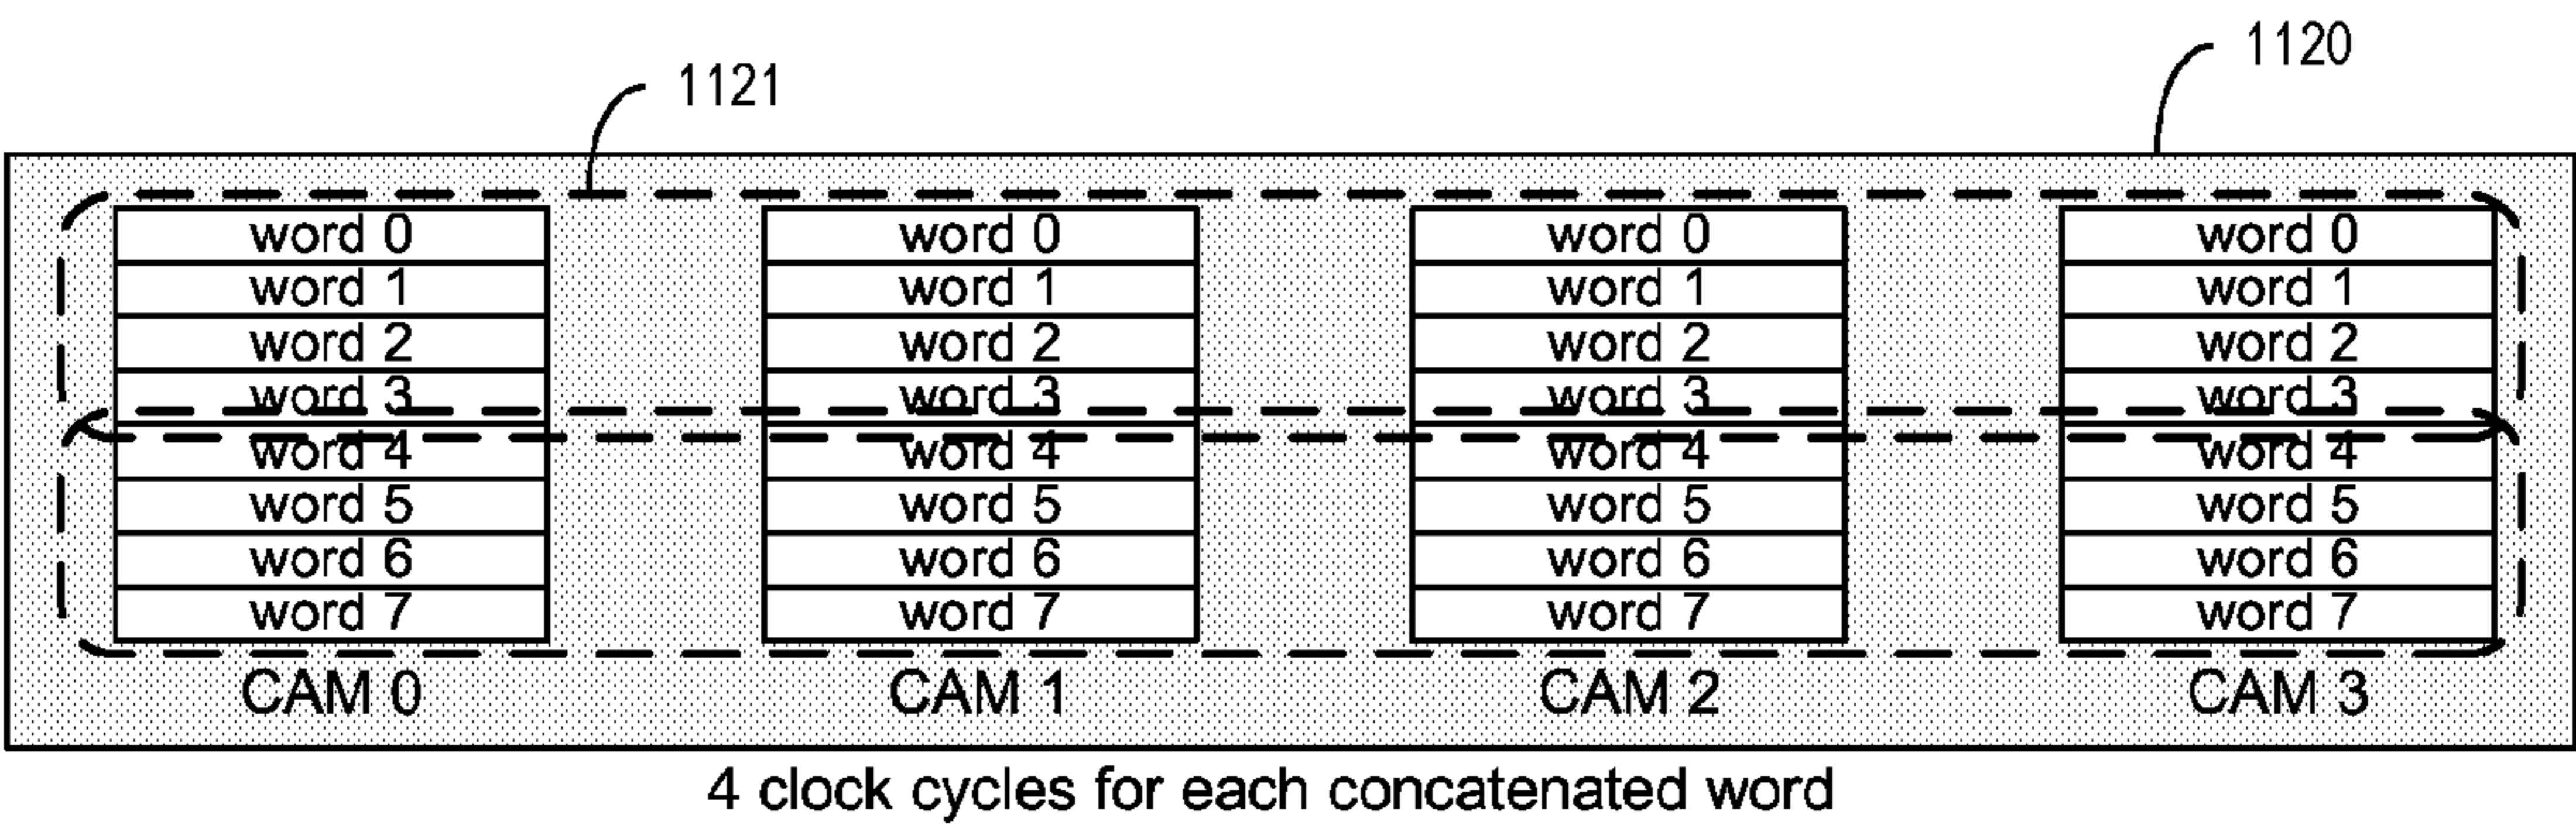 1120
1121
word 0 word 0 word 0 word 0
word 1 word 1 word 1 word 1
word 2 word 2 word 2 word 2
word 3 word 3 word 3 word 3
word 4 word 4 word 4 word 4
word 5 word 5 word 5 word 5
word 6 word 6 word 6 word 6
word 7 word 7 word 7 word 7
CAM 0 CAM 1 CAM 2 CAM 3
4 clock cycles for each concatenated word